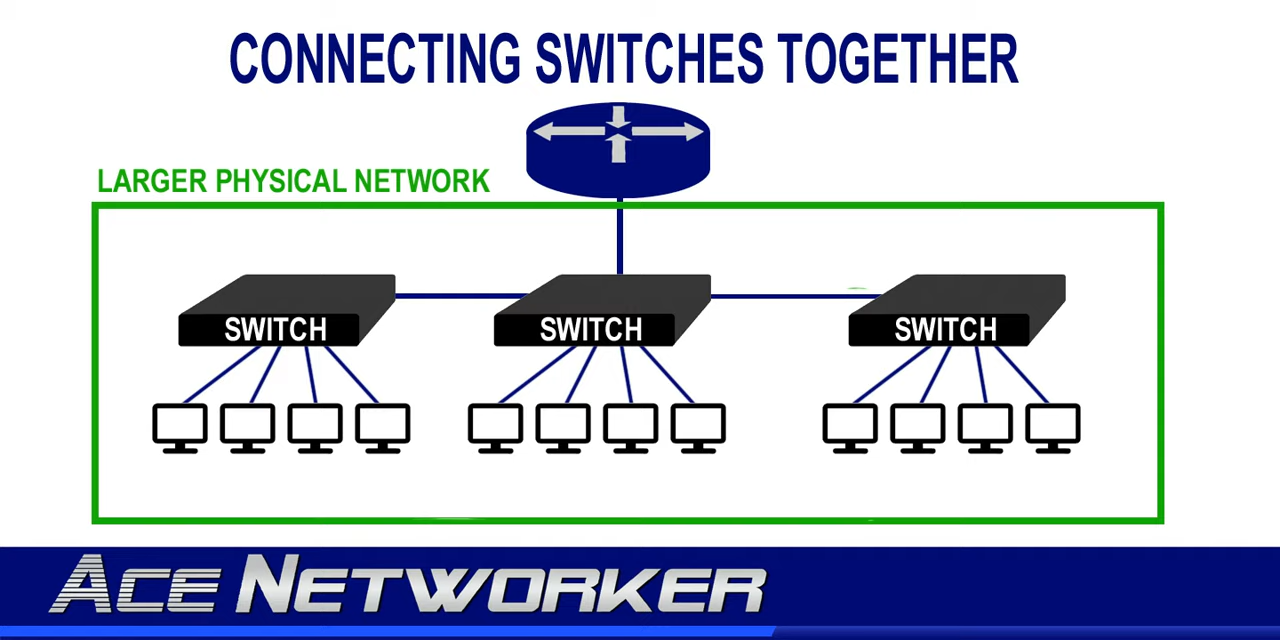 CONNECTING SWITCHES TOGETHER
LARGER PHYSICAL NETWORK
SWITCH
SWITCH
SWITCH
ACE NETWORKER